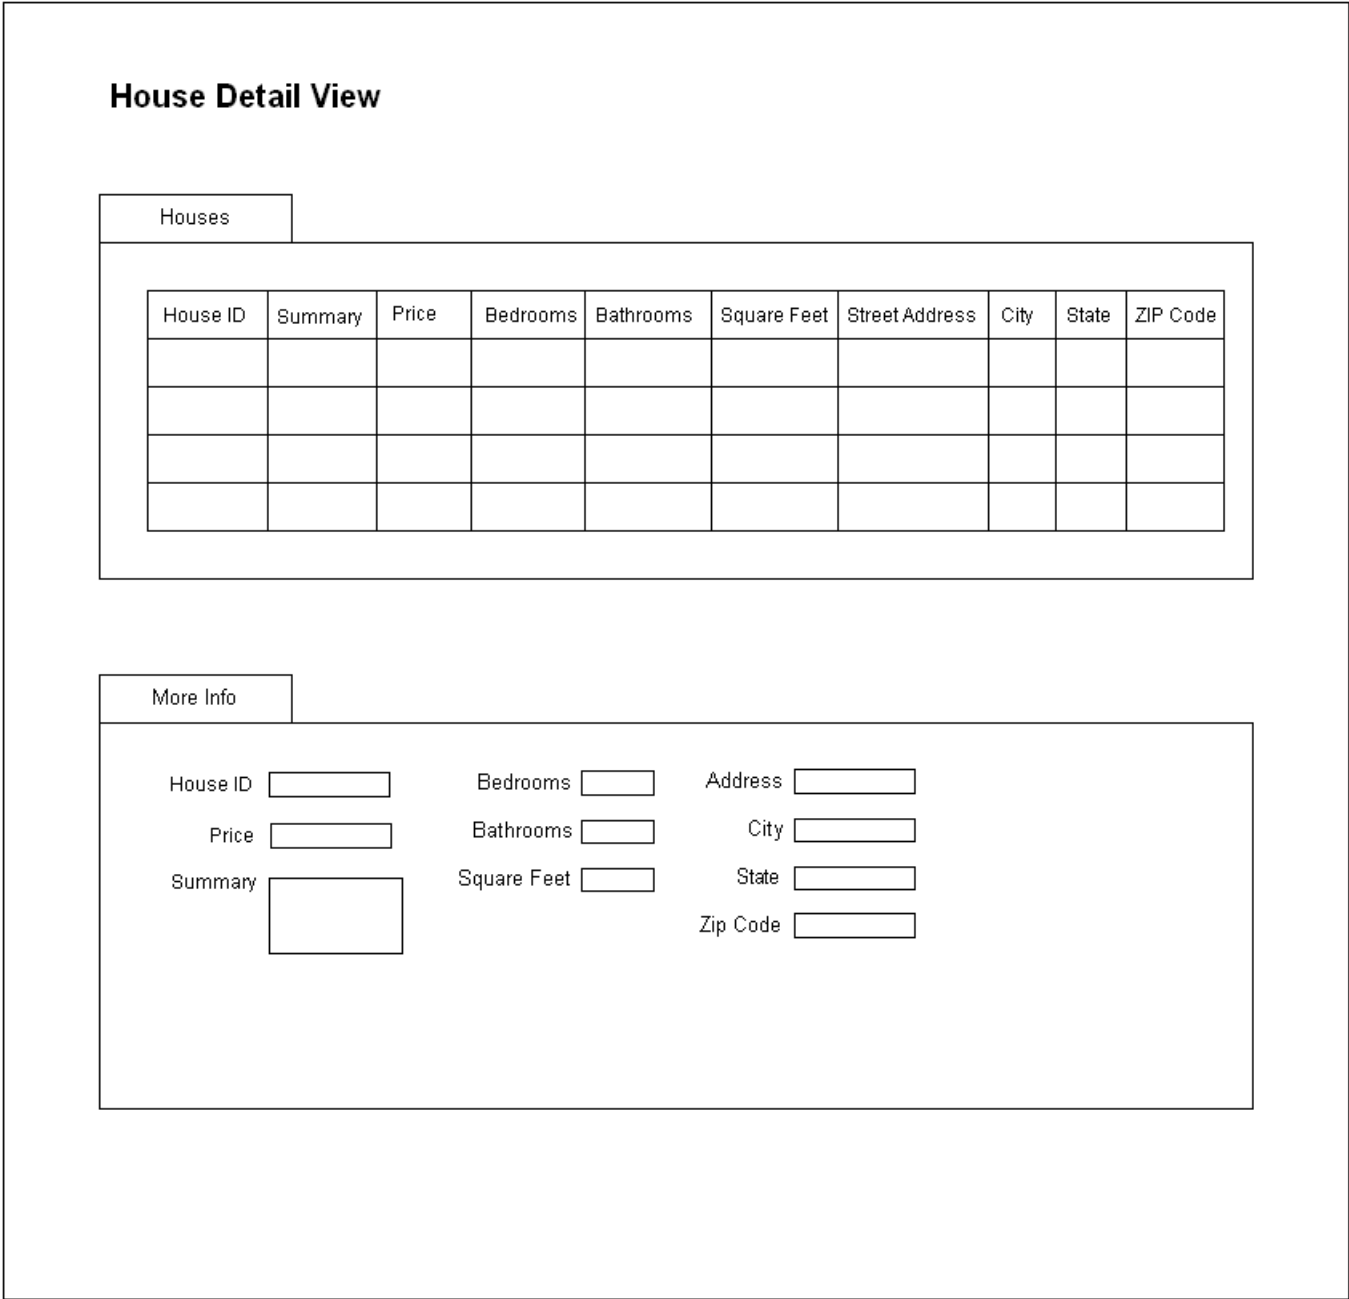 House Detail View
Houses
House ID Summary Price Bedrooms Bathrooms Square Feet Street Address City State ZIP Code
More Info
House ID Bedrooms Address
Price Bathrooms City
Summary Square Feet State
Zip Code